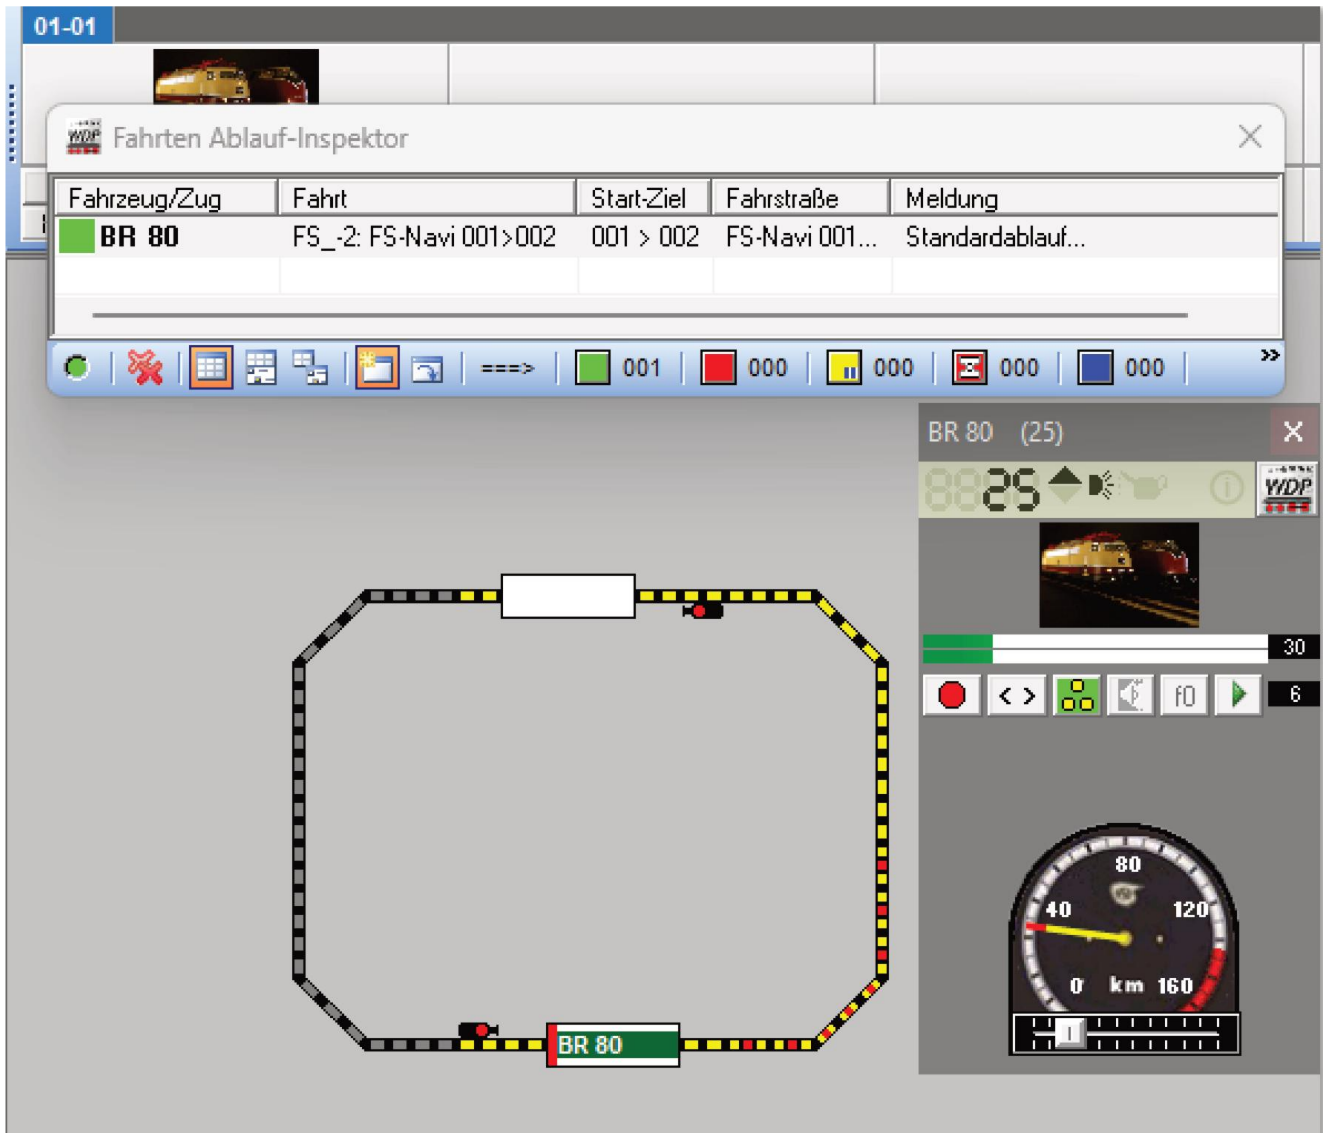 01-01
WDP Fahrten Ablauf-Inspektor
Fahrzeug/Zug Fahrt Start-Ziel Fahrstraße Meldung
BR 80 FS_-2: FS-Navi 001>002 001 > 002 FS-Navi 001... Standardablauf...
===> 001 000 000 000 000 »
BR 80 (25) X
25 WDP
30
< > f0 6
80
40 120
0 km 160
BR 80